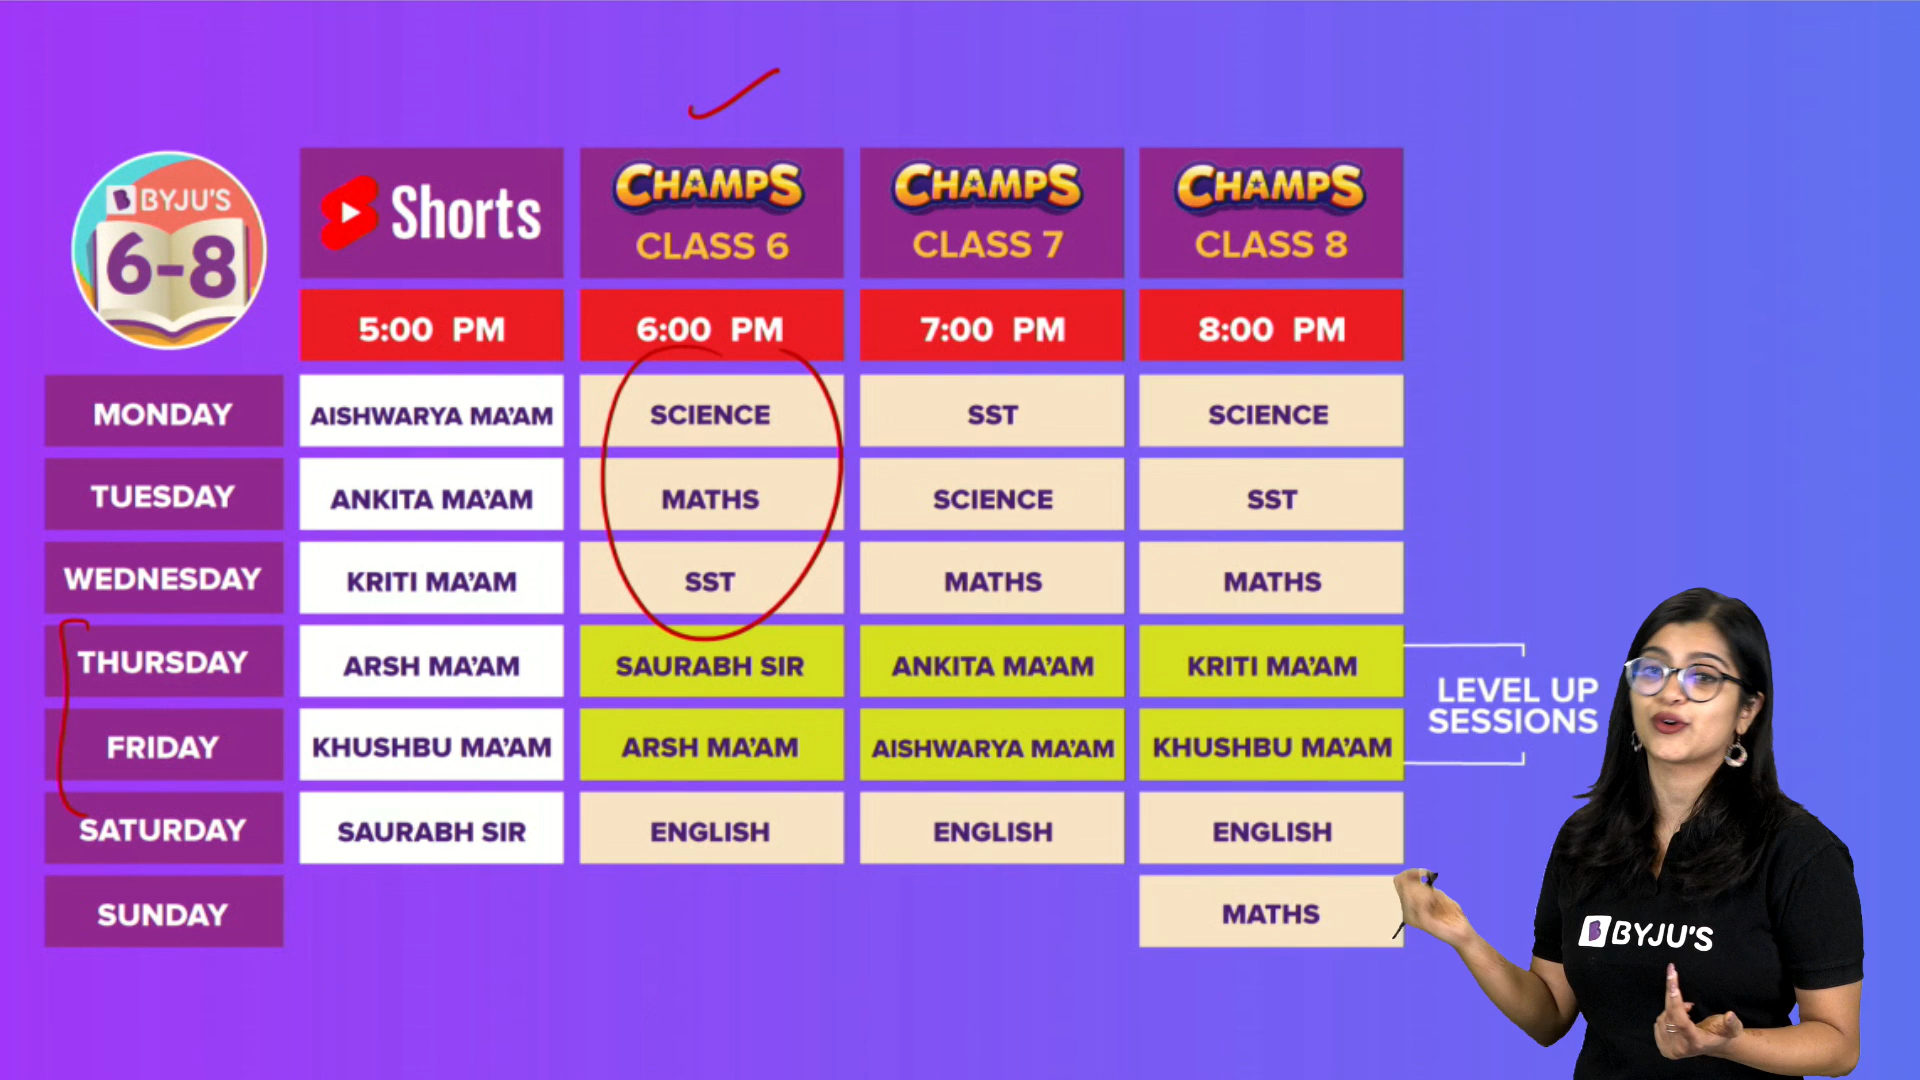 BYJU'S
6-8
Shorts
CHAMPS
CLASS 6
CHAMPS
CLASS 7
CHAMPS
CLASS 8
5:00 PM
6:00 PM
7:00 PM
8:00 PM
MONDAY
AISHWARYA MA'AM
SCIENCE
SST
SCIENCE
TUESDAY
ANKITA MA'AM
MATHS
SCIENCE
SST
WEDNESDAY
KRITI MA'AM
SST
MATHS
MATHS
THURSDAY
ARSH MA'AM
SAURABH SIR
ANKITA MA'AM
KRITI MA'AM
FRIDAY
KHUSHBU MA'AM
ARSH MA'AM
AISHWARYA MA'AM
KHUSHBU MA'AM
LEVEL UP
SESSIONS
SATURDAY
SAURABH SIR
ENGLISH
ENGLISH
ENGLISH
SUNDAY
MATHS
BYJU'S